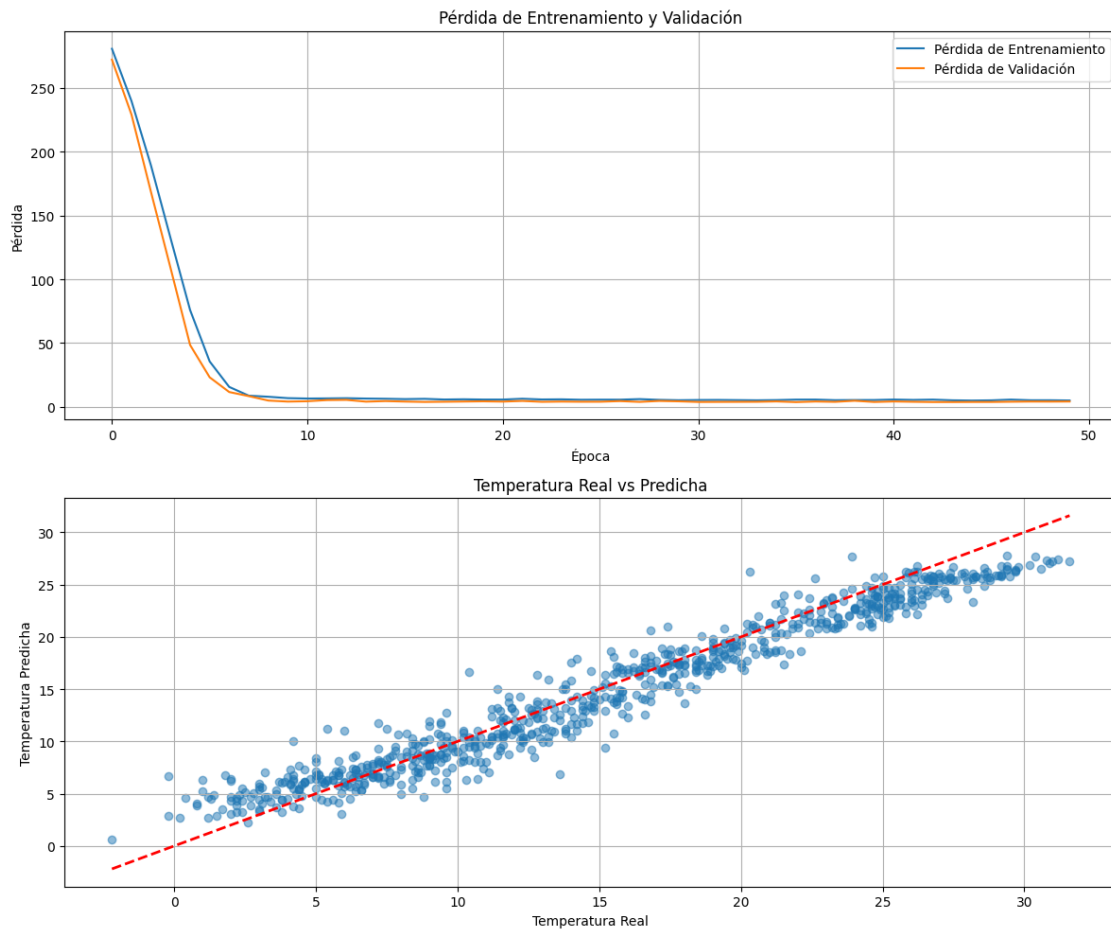 Pérdida de Entrenamiento y Validación
Pérdida de Entrenamiento
Pérdida de Validación
Pérdida
250
200
150
100
50
0
0 10 20 30 40 50
Época
Temperatura Real vs Predicha
Temperatura Predicha
30
25
20
15
10
5
0
0 5 10 15 20 25 30
Temperatura Real